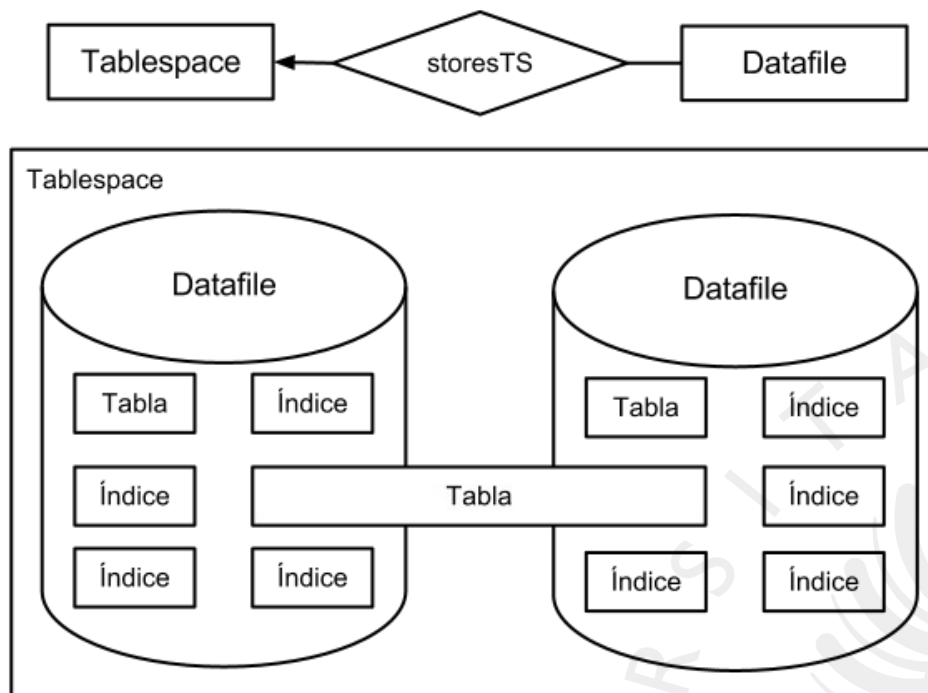 Tablespace storesTS Datafile
Tablespace
Datafile Datafile
Tabla Índice Tabla Índice
Índice Tabla Índice
Índice Índice Índice Índice
R S I T A